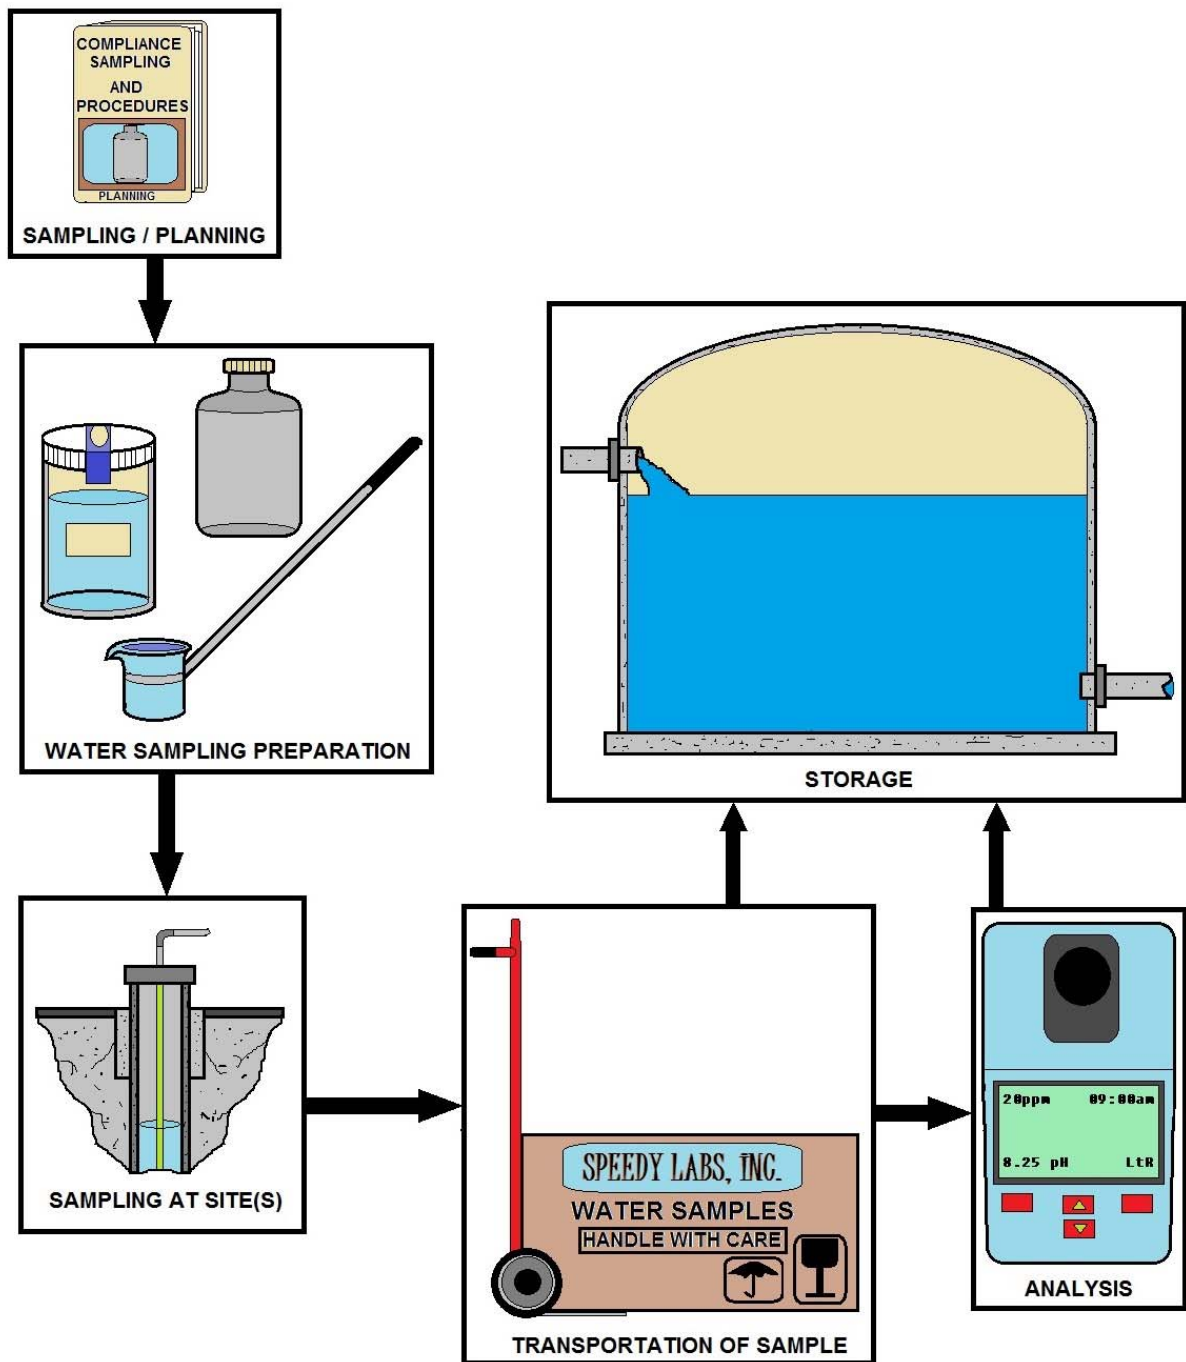 COMPLIANCE
SAMPLING
AND
PROCEDURES
PLANNING
SAMPLING / PLANNING
WATER SAMPLING PREPARATION
STORAGE
SAMPLING AT SITE(S)
SPEEDY LABS, INC.
WATER SAMPLES
HANDLE WITH CARE
TRANSPORTATION OF SAMPLE
20ppm 09:00am
8.25 pH LtR
ANALYSIS